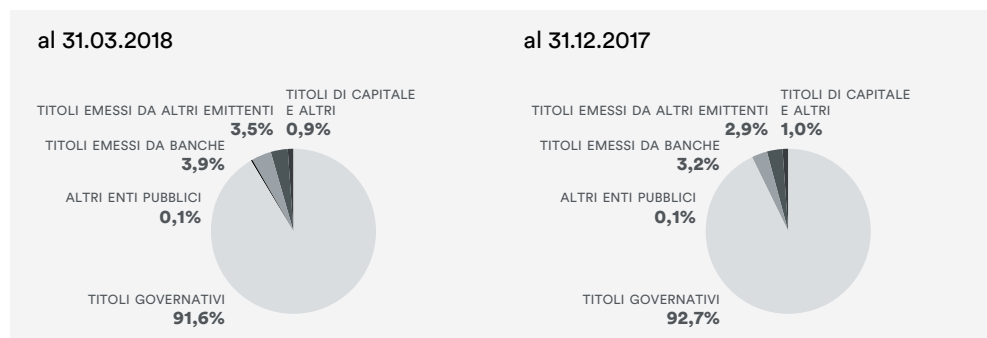 al 31.03.2018
TITOLI DI CAPITALE
TITOLI EMESSI DA ALTRI EMITTENTI
E ALTRI
3,5%
0,9%
TITOLI EMESSI DA BANCHE
3,9%
ALTRI ENTI PUBBLICI
0,1%
TITOLI GOVERNATIVI
91,6%
al 31.12.2017
TITOLI DI CAPITALE
TITOLI EMESSI DA ALTRI EMITTENTI
E ALTRI
2,9%
1,0%
TITOLI EMESSI DA BANCHE
3,2%
ALTRI ENTI PUBBLICI
0,1%
TITOLI GOVERNATIVI
92,7%